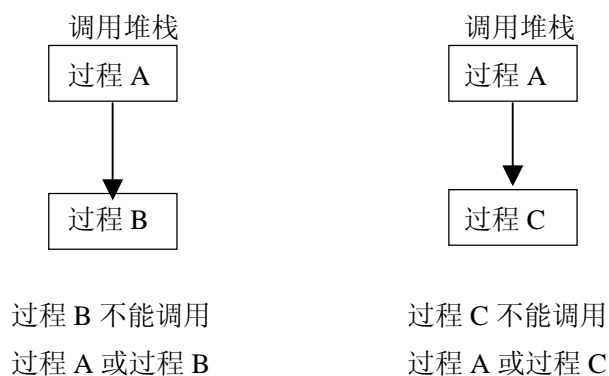 调用堆栈
过程 A
过程 B
过程 B 不能调用
过程 A 或过程 B
调用堆栈
过程 A
过程 C
过程 C 不能调用
过程 A 或过程 C